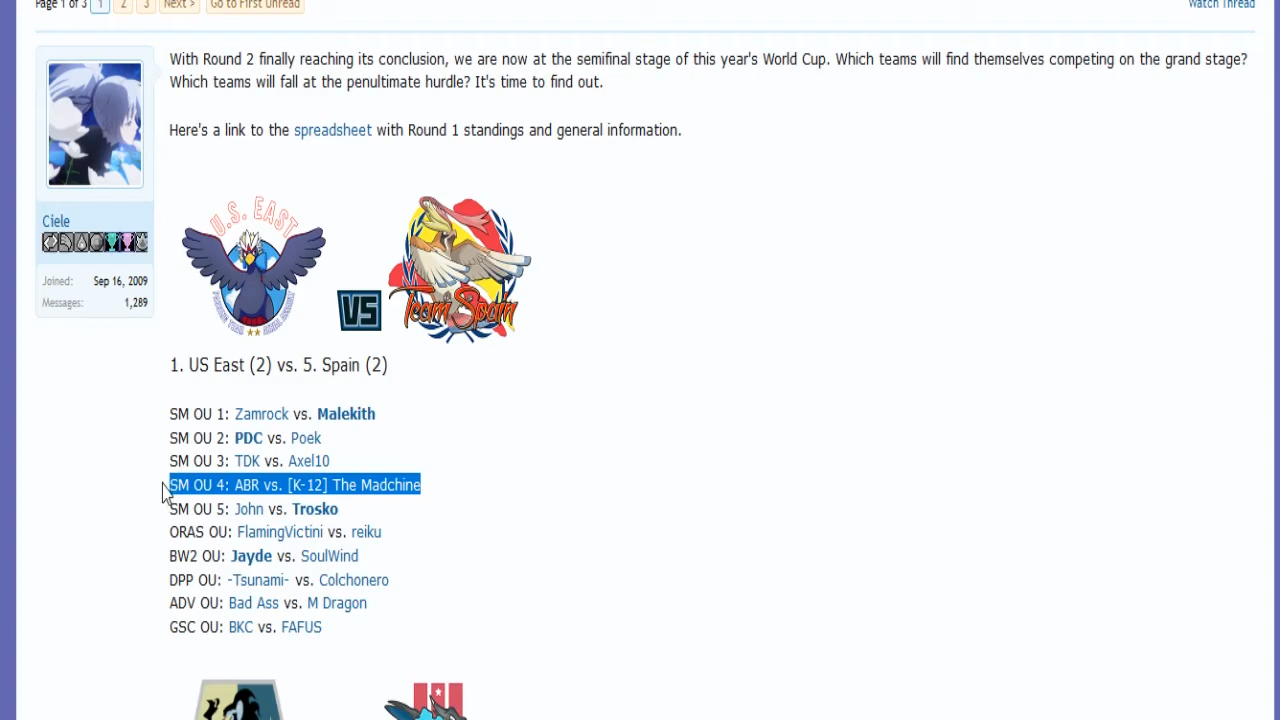 Page 1 of 3 1 2 3 Next > Go to First Unread
Watch Thread
With Round 2 finally reaching its conclusion, we are now at the semifinal stage of this year's World Cup. Which teams will find themselves competing on the grand stage?
Which teams will fall at the penultimate hurdle? It's time to find out.
Here's a link to the spreadsheet with Round 1 standings and general information.
Ciele
Joined: Sep 16, 2009
Messages: 1,289
U.S. EAST
VS
Team Spain
1. US East (2) vs. 5. Spain (2)
SM OU 1: Zamrock vs. Malekith
SM OU 2: PDC vs. Poek
SM OU 3: TDK vs. Axel10
SM OU 4: ABR vs. [K-12] The Madchine
SM OU 5: John vs. Trosko
ORAS OU: FlamingVictini vs. reiku
BW2 OU: Jayde vs. SoulWind
DPP OU: -Tsunami- vs. Colchonero
ADV OU: Bad Ass vs. M Dragon
GSC OU: BKC vs. FAFUS